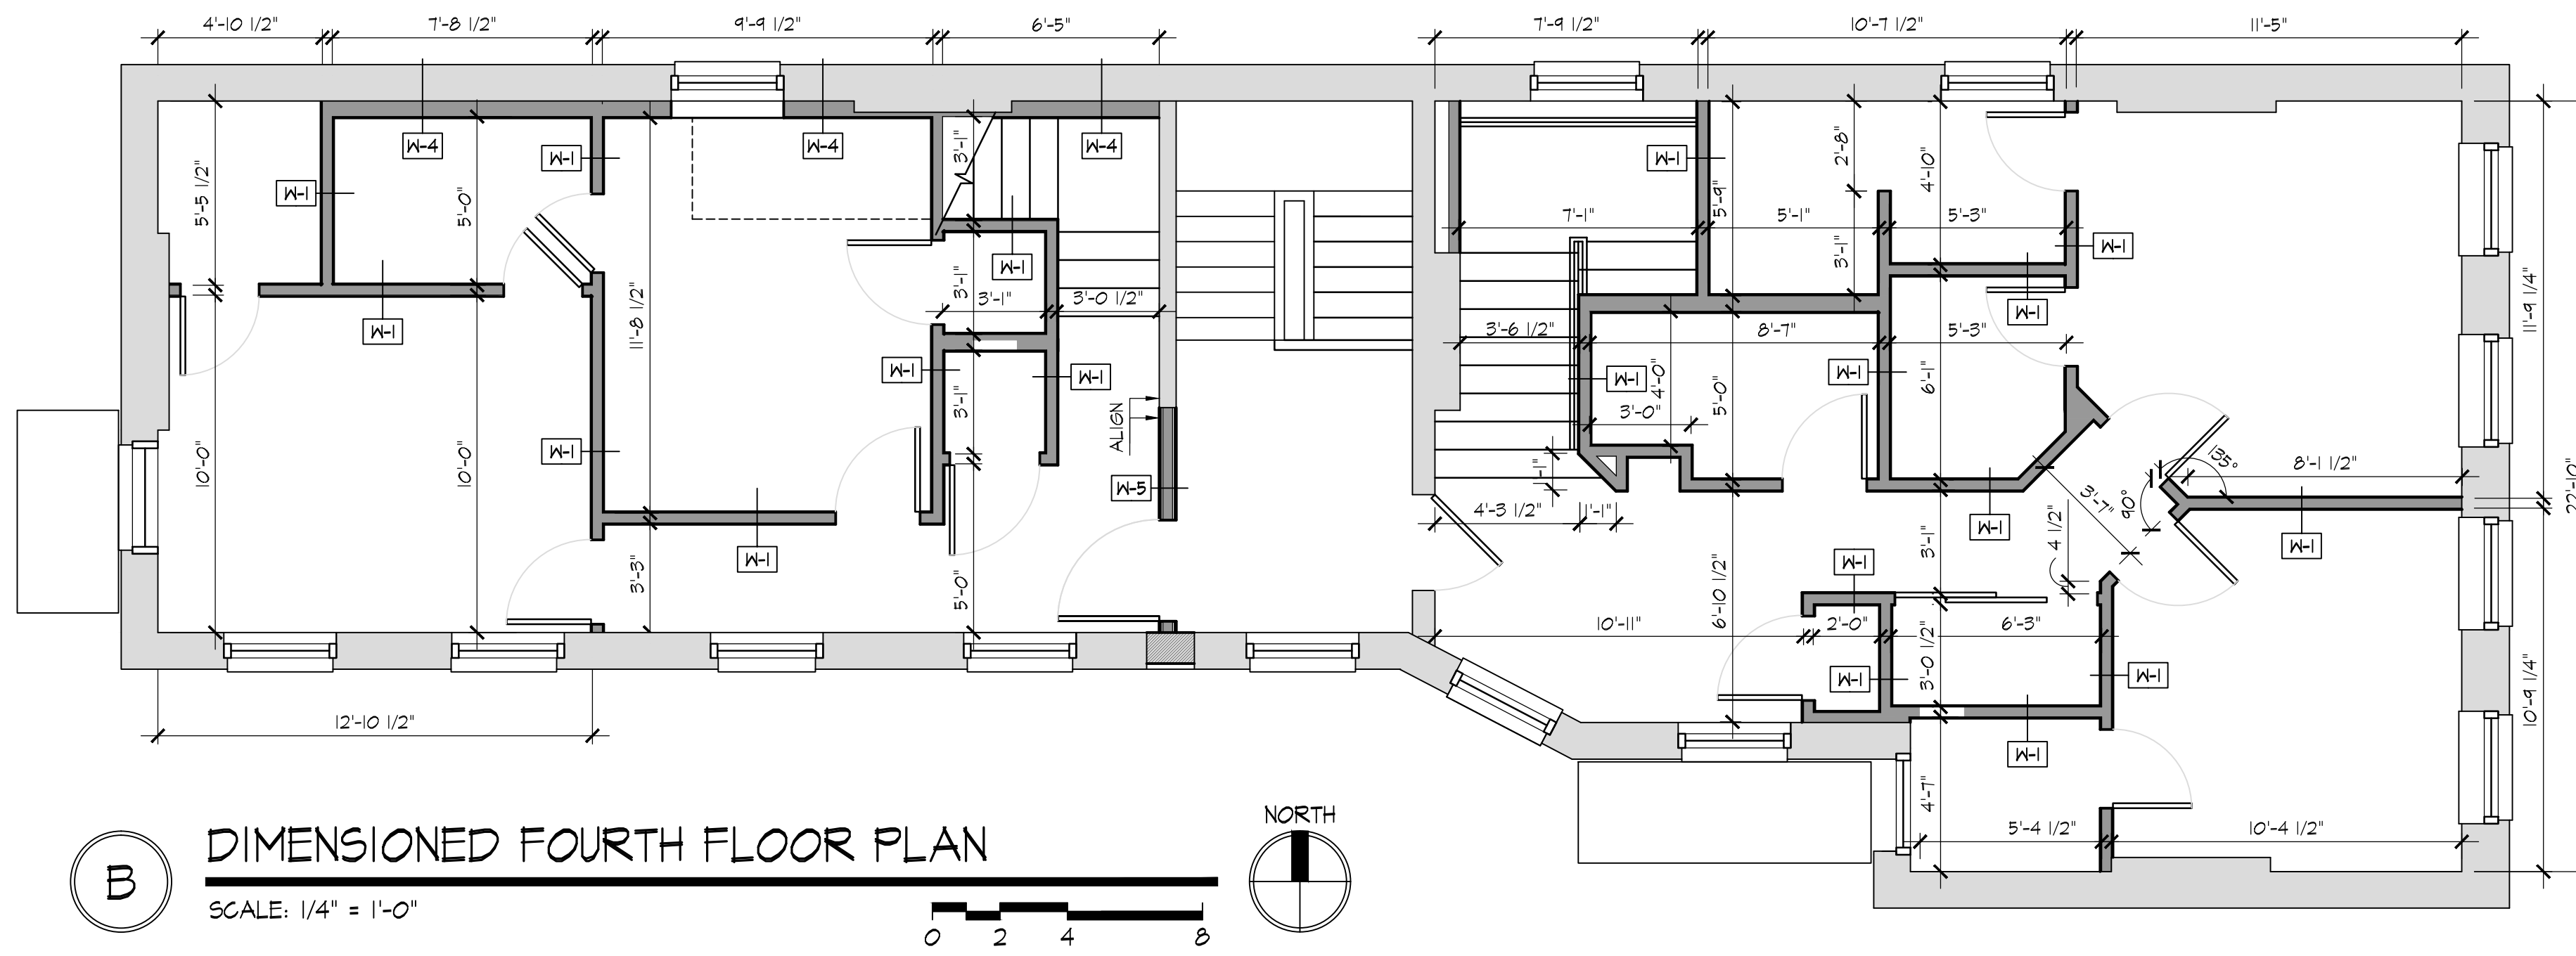 4'-10 1/2" 7'-8 1/2" 9'-9 1/2" 6'-5" 7'-9 1/2" 10'-7 1/2" 11'-5"
W-4 W-4 W-4
W-1 W-1
W-1
5'-5 1/2" 5'-0" 3'-1" 5'-9" 2'-8" 4'-10"
7'-1" 5'-1" 5'-3"
W-1 W-1
3'-1" 3'-1"
W-1 W-1 W-1
3'-1" 3'-0 1/2"
11'-8 1/2" 11'-9 1/4"
3'-6 1/2" 8'-7" 5'-3"
W-1 W-1 W-1 W-1
4'-0" 5'-0" 6'-1"
3'-1" 3'-0"
ALIGN
10'-0" 10'-0" W-1
135°
8'-1 1/2"
W-5 1'-1"
22'-10"
4'-3 1/2" 1'-1" 3'-7" 90°
W-1 W-1 W-1
3'-3" 5'-0" 3'-1" 4 1/2"
W-1
6'-10 1/2"
10'-11" 2'-0" 6'-3"
3'-0 1/2"
W-1 W-1 10'-9 1/4"
12'-10 1/2"
W-1
4'-7"
5'-4 1/2" 10'-4 1/2"
NORTH
B
DIMENSIONED FOURTH FLOOR PLAN
SCALE: 1/4" = 1'-0"
0 2 4 8